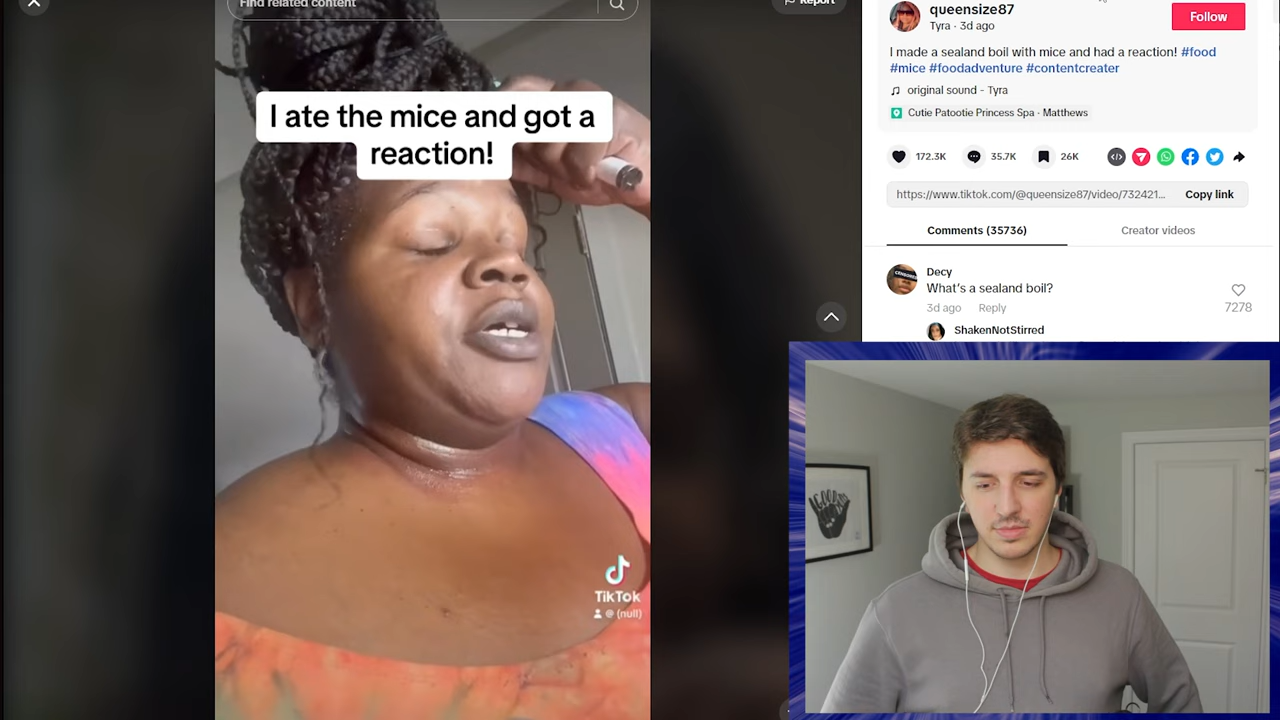 Find related content
Report
queensize87
Tyra · 3d ago
Follow
I made a sealand boil with mice and had a reaction! #food
#mice #foodadventure #contentcreater
original sound - Tyra
Cutie Patootie Princess Spa · Matthews
172.3K
35.7K
26K
https://www.tiktok.com/@queensize87/video/732421...
Copy link
Comments (35736)
Creator videos
CENSORED
Decy
What's a sealand boil?
3d ago
Reply
7278
ShakenNotStirred
I ate the mice and got a
reaction!
TikTok
@ (null)